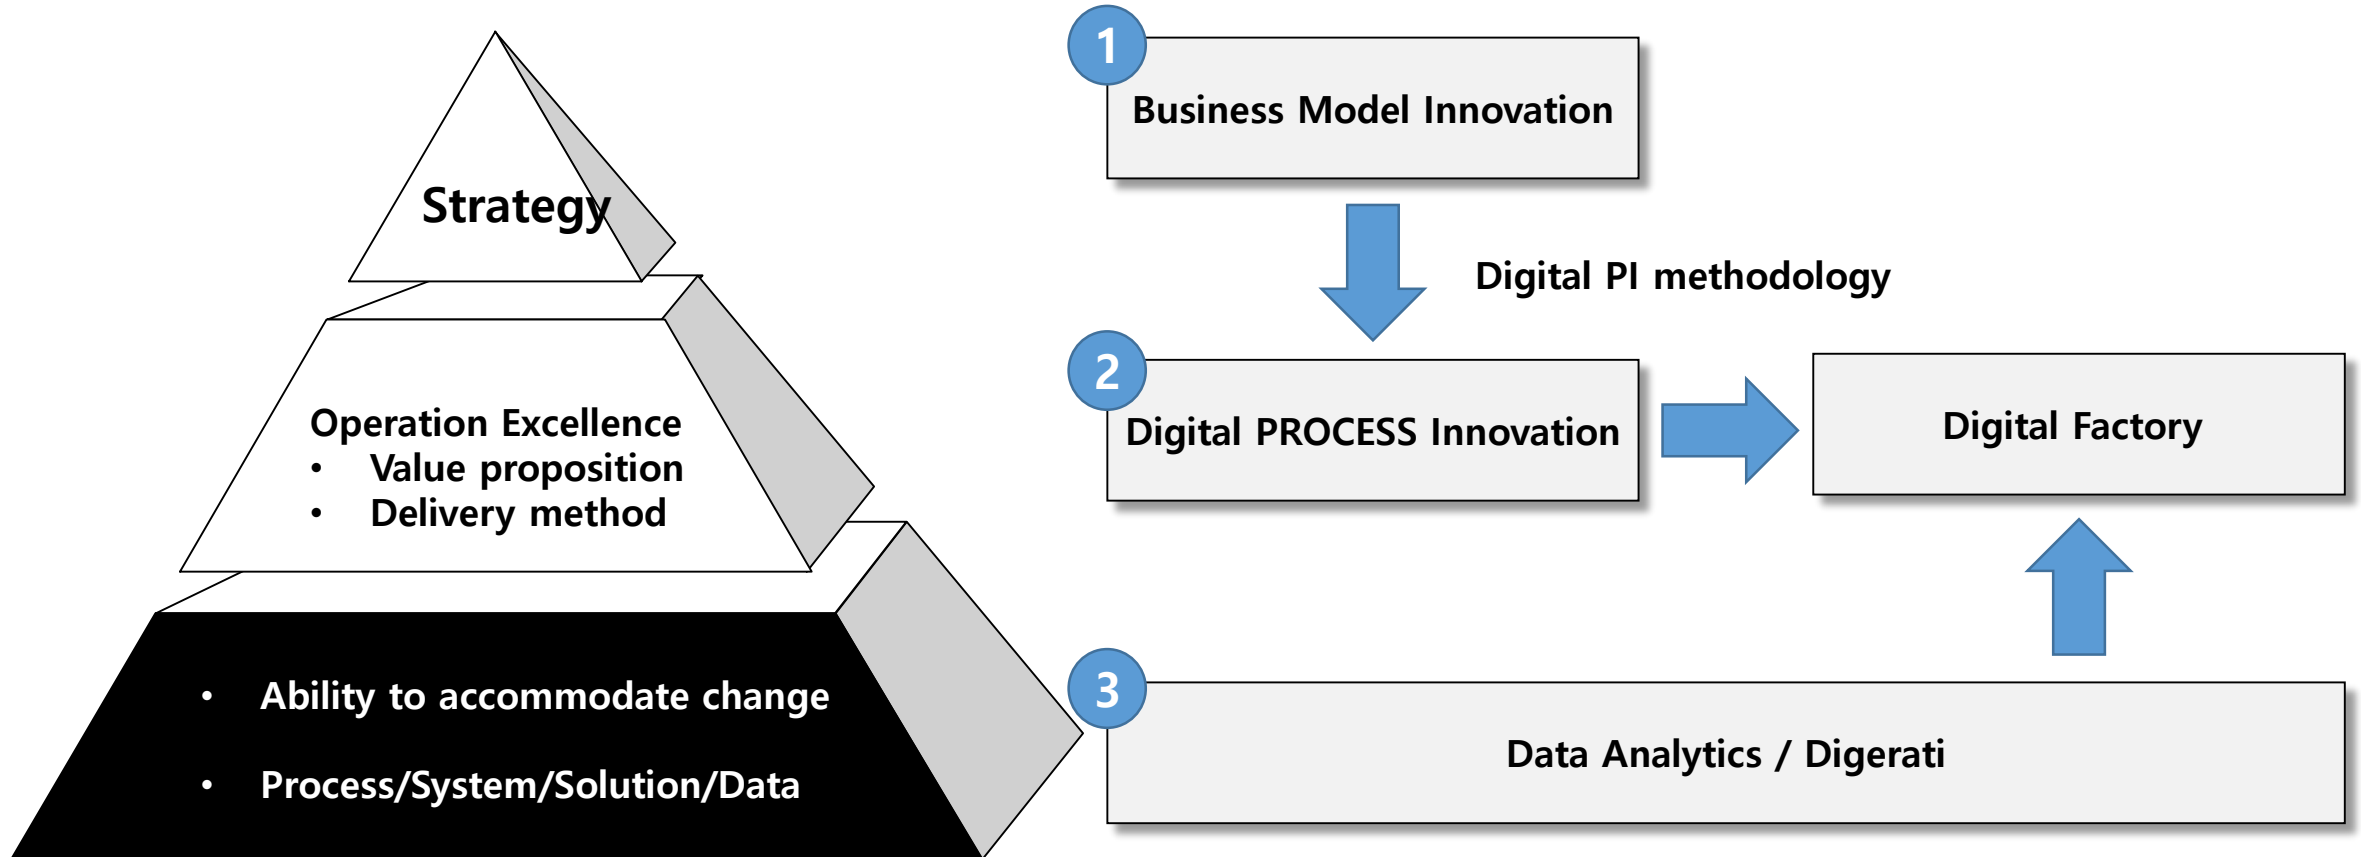 Strategy
Operation Excellence
• Value proposition
• Delivery method
• Ability to accommodate change
• Process/System/Solution/Data
1
Business Model Innovation
Digital PI methodology
2
Digital PROCESS Innovation
Digital Factory
3
Data Analytics / Digerati